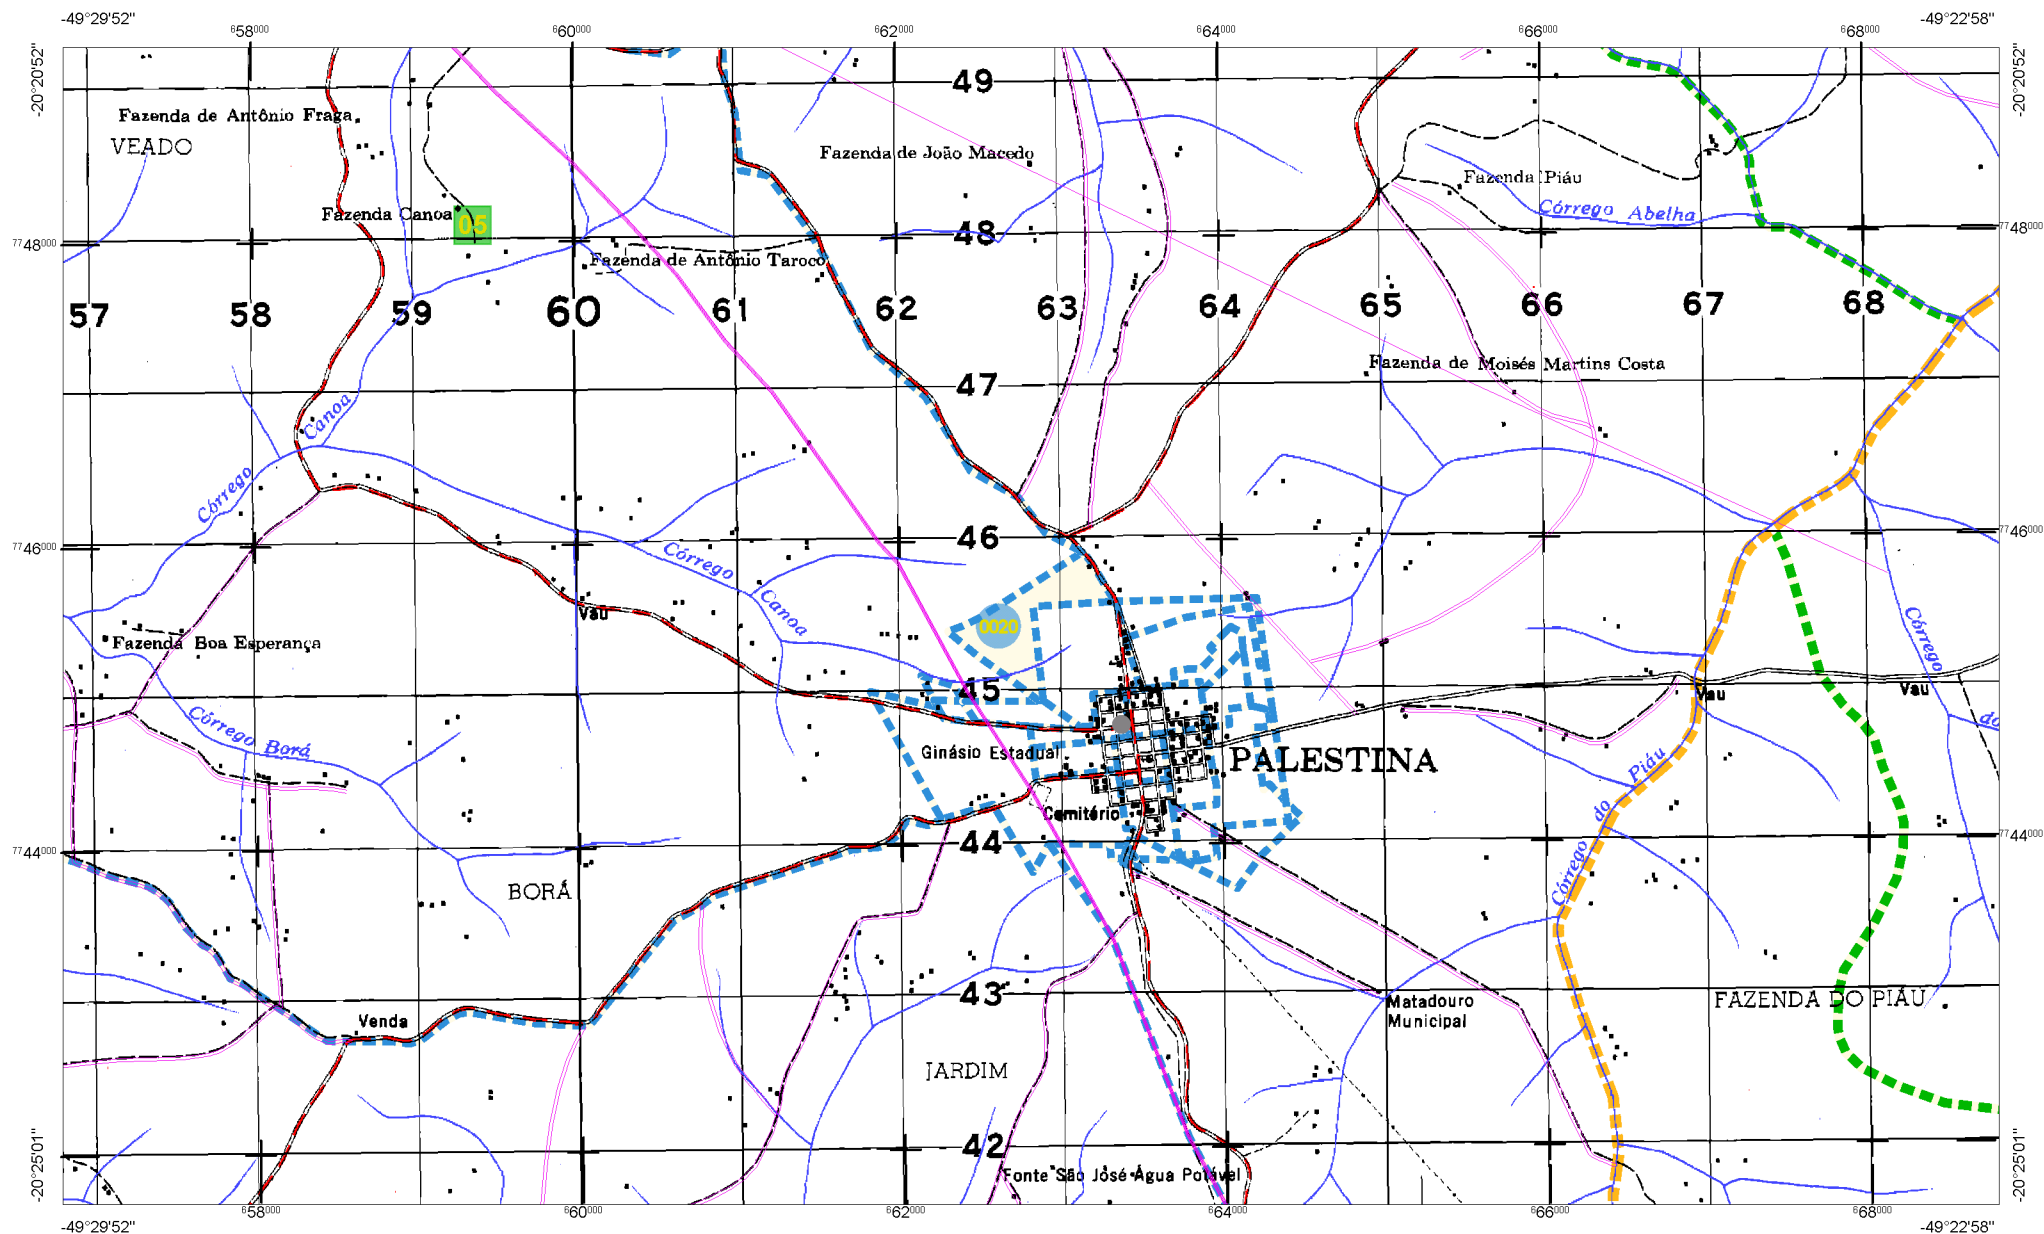 -49°29'52"
-49°22'58"
658000
660000
662000
664000
666000
668000
-20°20'52"
-20°20'52"
49
Fazenda de Antônio Fraga
VEADO
Fazenda de João Macedo
Fazenda Piáu
Fazenda Canoa
05
Córrego Abelha
7748000
48
7748000
Fazenda de Antônio Taroco
57
58
59
60
61
62
63
64
65
66
67
68
Fazenda de Moisés Martins Costa
47
Canoa
Córrego
7746000
46
7746000
Córrego
Canoa
Vau
0020
Córrego
Fazenda Boa Esperança
45
Vau
Vau
Córrego Borá
do
Ginásio Estadual
PALESTINA
Piáu
do
Cemitério
7744000
44
7744000
Córrego
BORÁ
43
Matadouro
Municipal
FAZENDA DO PIÁU
Venda
JARDIM
42
Fonte São José-Água Potável
-20°25'01"
-20°25'01"
658000
660000
662000
664000
666000
668000
-49°29'52"
-49°22'58"